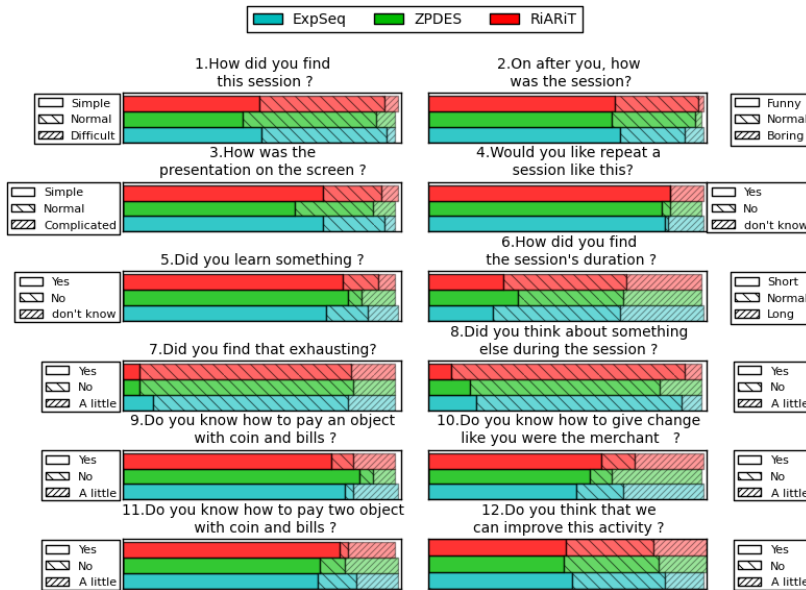 ExpSeq ZPDES RiARiT
1.How did you find
this session ?
Simple
Normal
Difficult
2.On after you, how
was the session?
Funny
Normal
Boring
3.How was the
presentation on the screen ?
Simple
Normal
Complicated
4.Would you like repeat a
session like this?
Yes
No
don't know
5.Did you learn something ?
Yes
No
don't know
6.How did you find
the session's duration ?
Short
Normal
Long
7.Did you find that exhausting?
Yes
No
A little
8.Did you think about something
else during the session ?
Yes
No
A little
9.Do you know how to pay an object
with coin and bills ?
Yes
No
A little
10.Do you know how to give change
like you were the merchant ?
Yes
No
A little
11.Do you know how to pay two object
with coin and bills ?
Yes
No
A little
12.Do you think that we
can improve this activity ?
Yes
No
A little